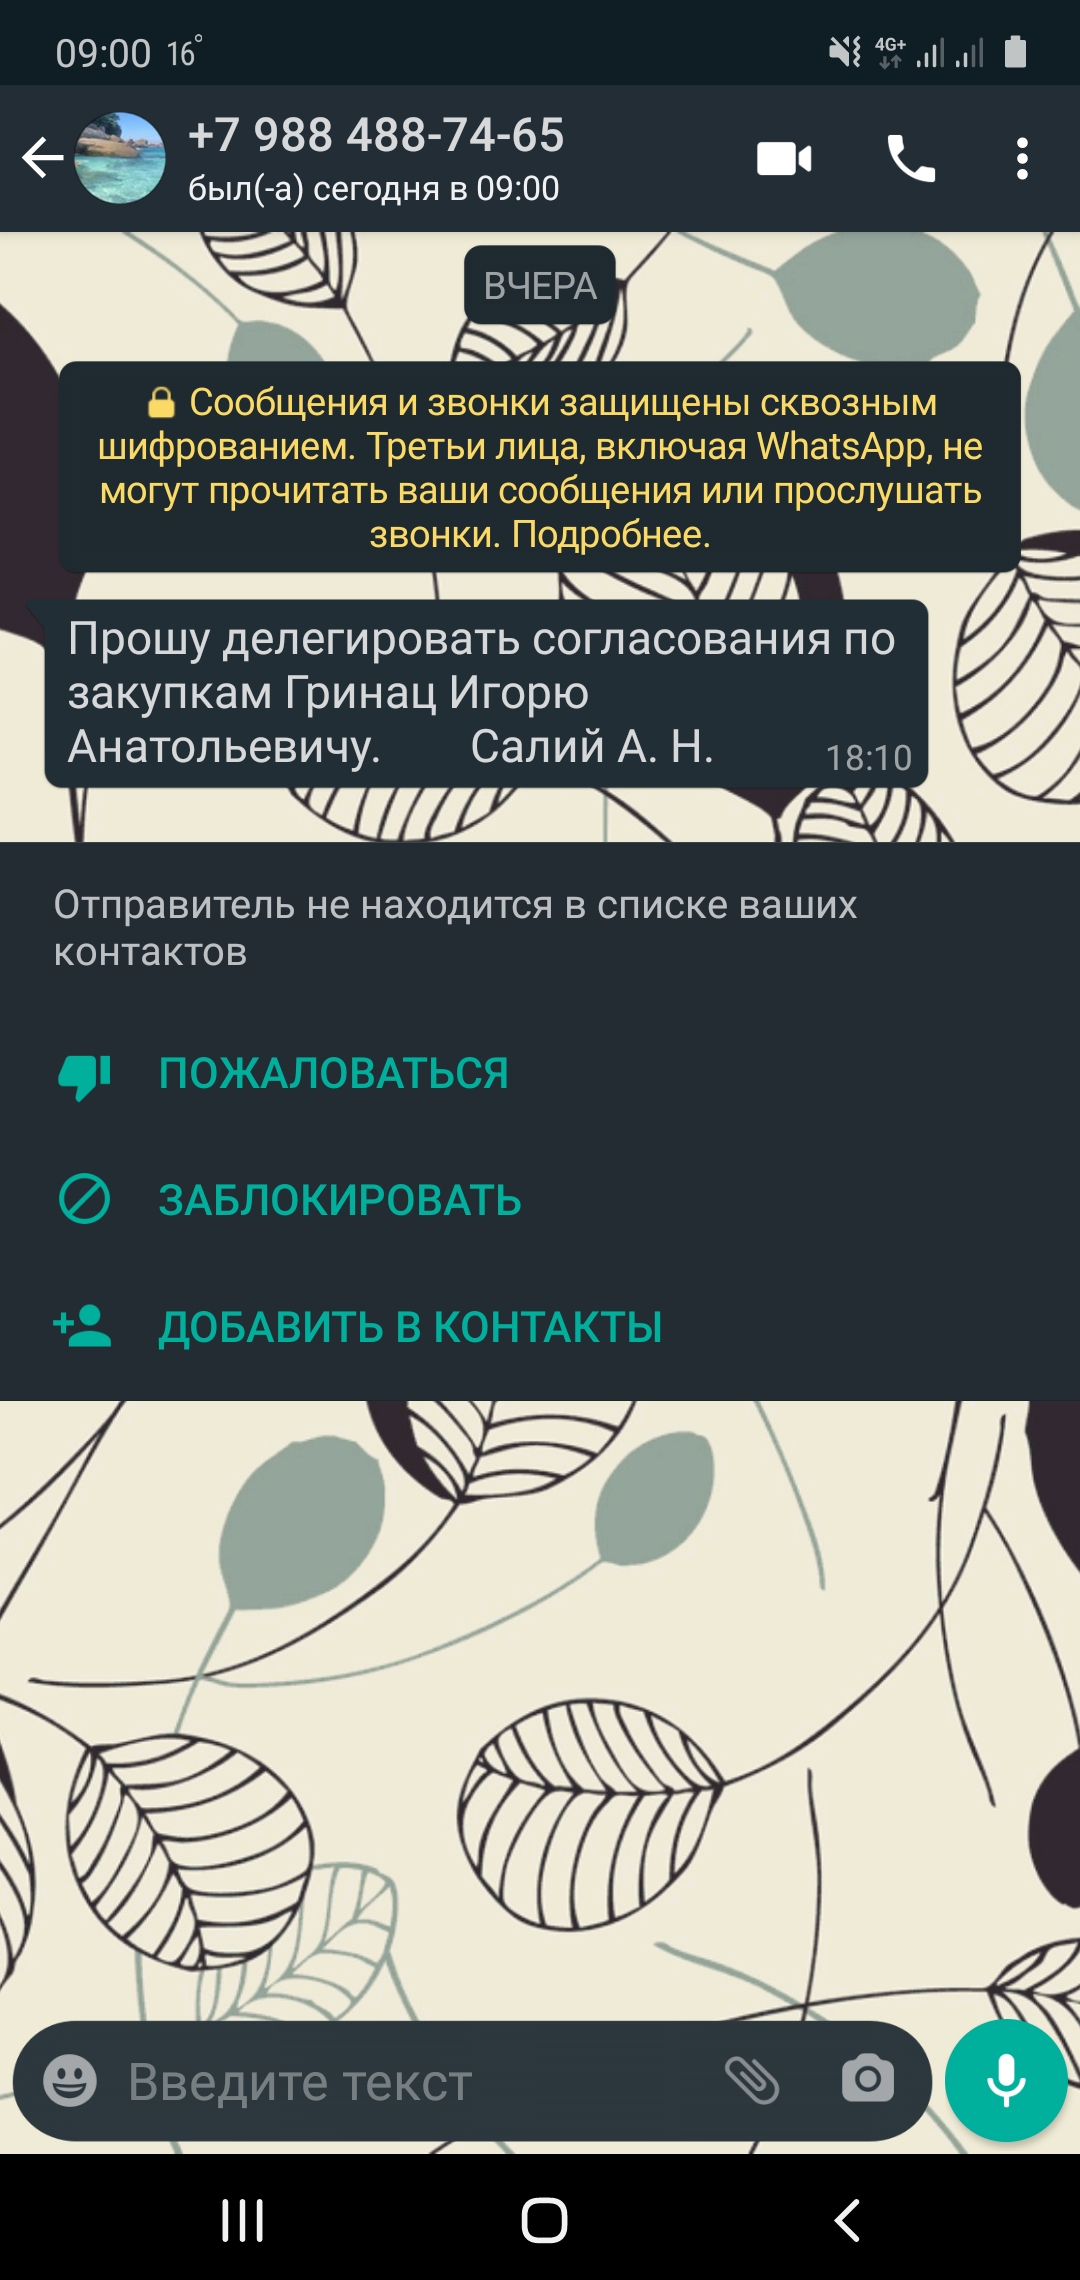 09:00 16°
4G+
+7 988 488-74-65
был(-а) сегодня в 09:00
ВЧЕРА
Сообщения и звонки защищены сквозным
шифрованием. Третьи лица, включая WhatsApp, не
могут прочитать ваши сообщения или прослушать
звонки. Подробнее.
Прошу делегировать согласования по
закупкам Гринац Игорю
Анатольевичу. Салий А. Н.
18:10
Отправитель не находится в списке ваших
контактов
ПОЖАЛОВАТЬСЯ
ЗАБЛОКИРОВАТЬ
ДОБАВИТЬ В КОНТАКТЫ
Введите текст